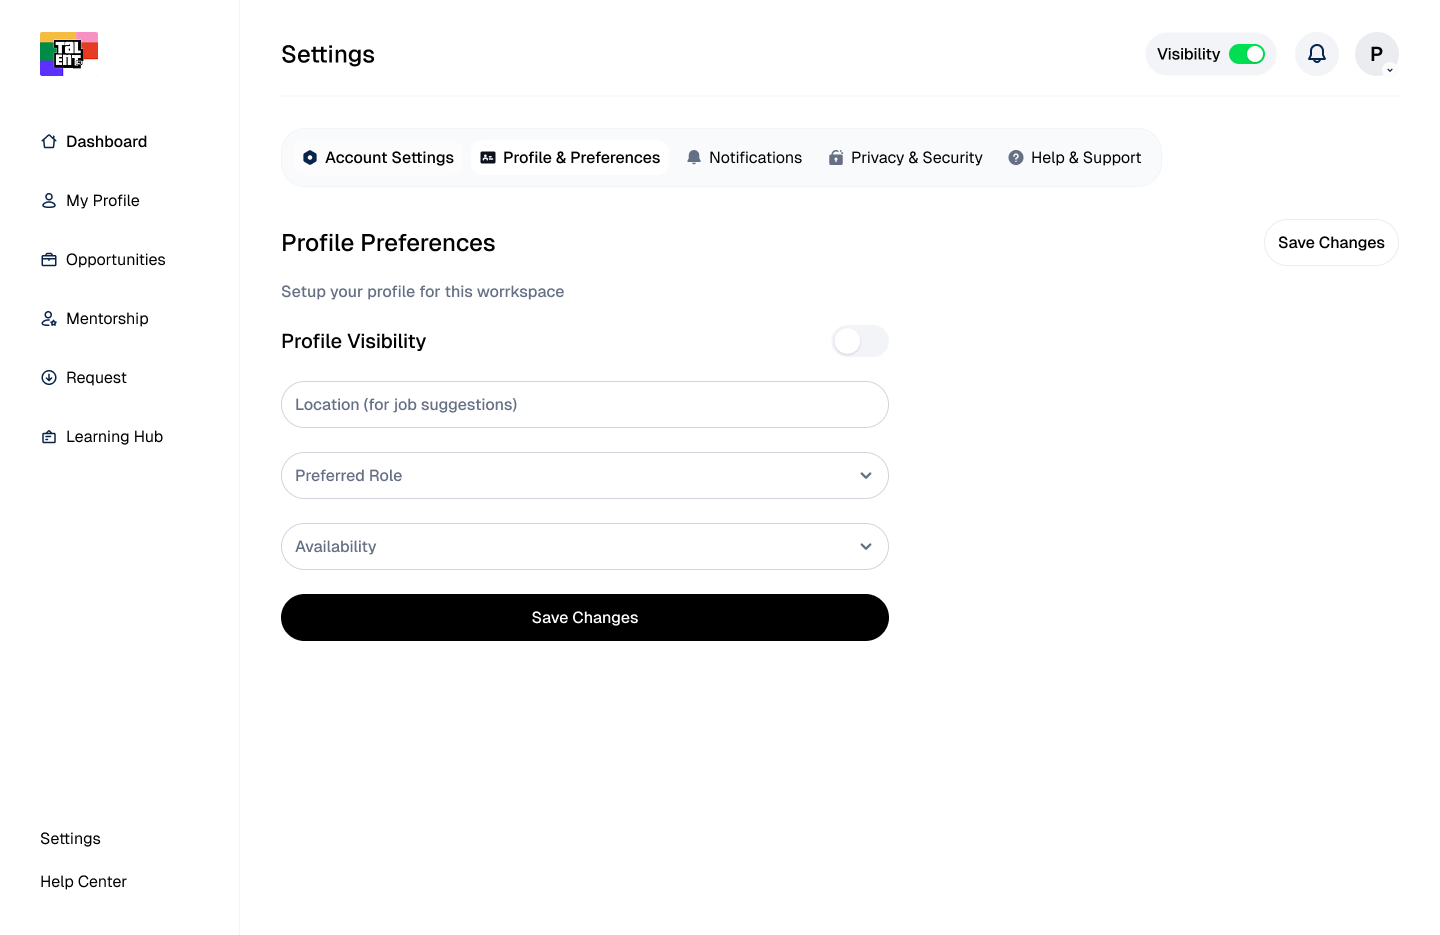 TaL
ENT
Settings
Visibility
P
Dashboard
My Profile
Opportunities
Mentorship
Request
Learning Hub
Settings
Help Center
Account Settings
Profile & Preferences
Notifications
Privacy & Security
Help & Support
Profile Preferences
Save Changes
Setup your profile for this worrkspace
Profile Visibility
Location (for job suggestions)
Preferred Role
Availability
Save Changes